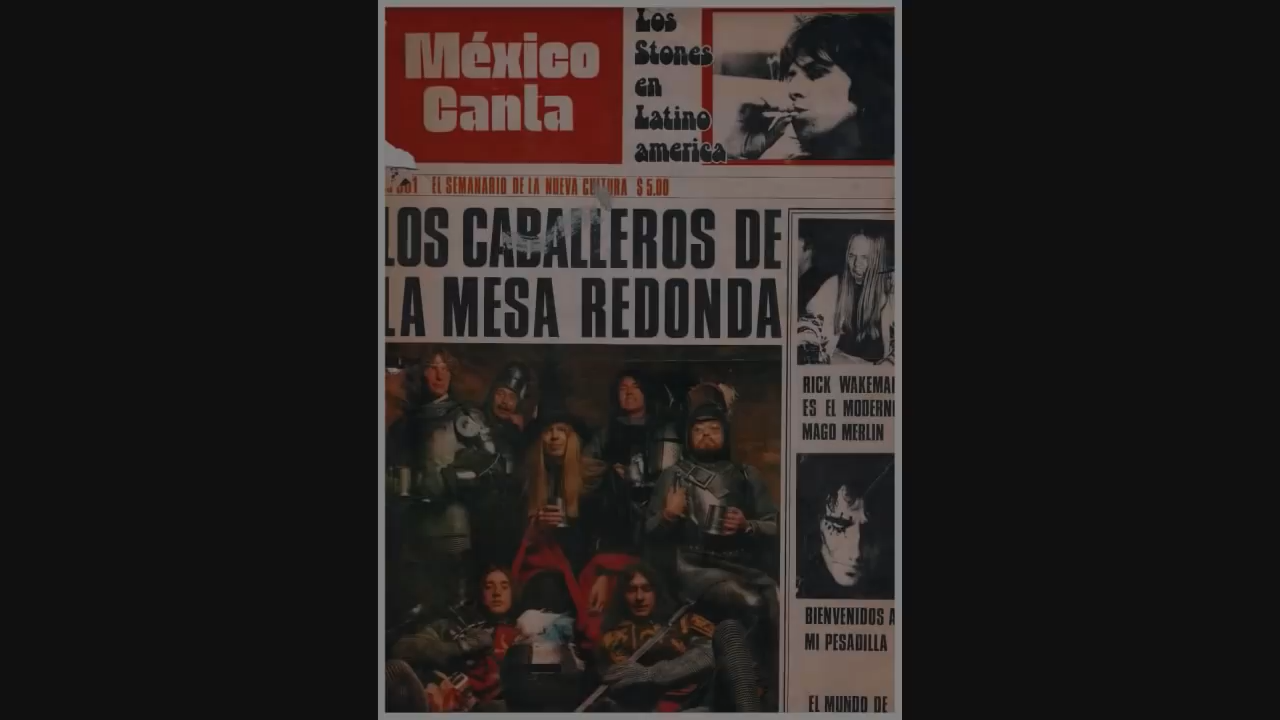 México
Canta
Los
Stones
en
Latino
america
EL SEMANARIO DE LA NUEVA CULTURA $5.00
LOS CABALLEROS DE
LA MESA REDONDA
RICK WAKEMA
ES EL MODERN
MAGO MERLIN
BIENVENIDOS A
MI PESADILLA
EL MUNDO DE